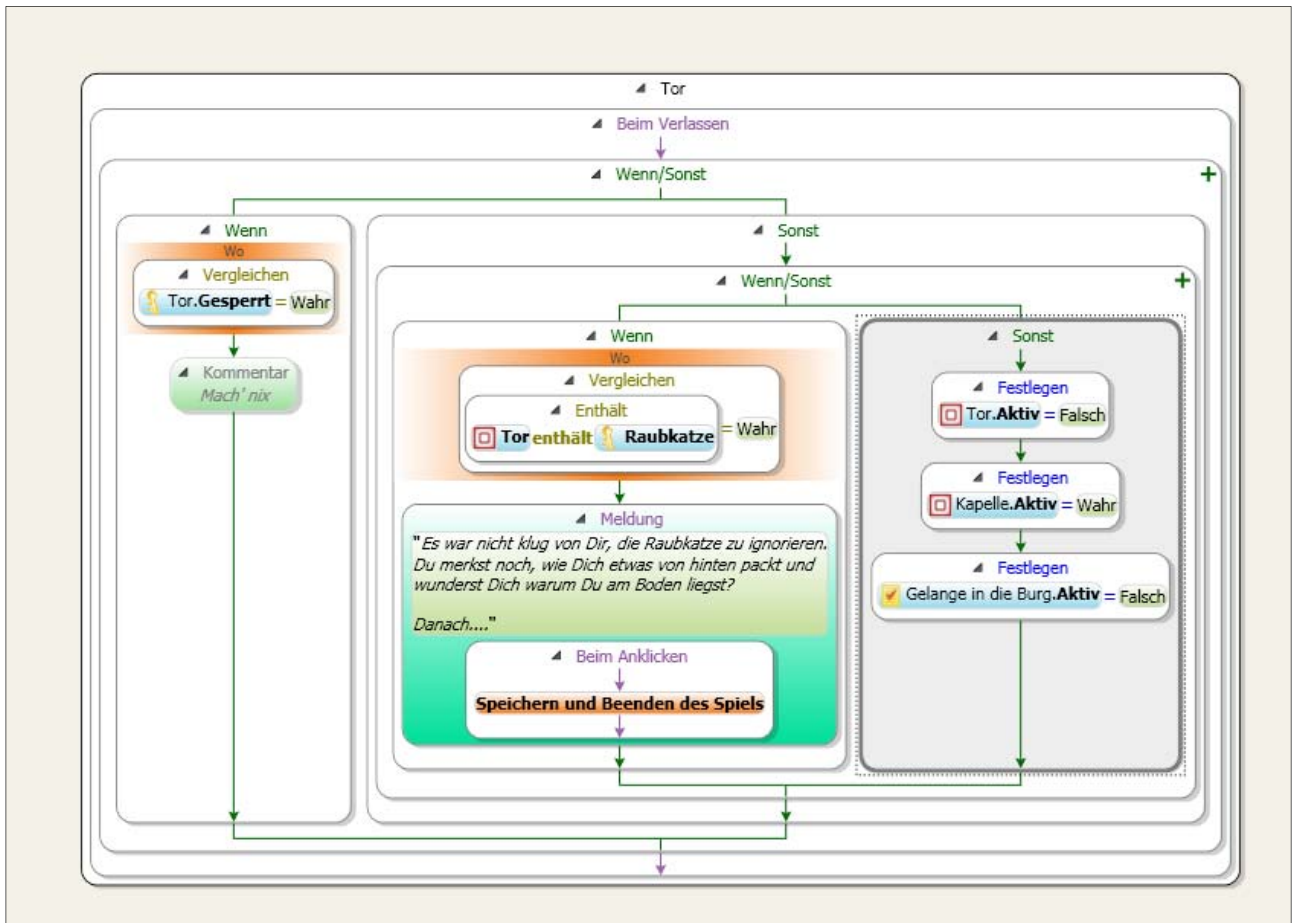 Tor
Beim Verlassen
Wenn/Sonst
Wenn
Wo
Vergleichen
Tor.Gesperrt = Wahr
Kommentar
Mach' nix
Sonst
Wenn/Sonst
Wenn
Wo
Vergleichen
Enthält
Tor enthält Raubkatze = Wahr
Meldung
"Es war nicht klug von Dir, die Raubkatze zu ignorieren.
Du merkst noch, wie Dich etwas von hinten packt und
wunderst Dich warum Du am Boden liegst?
Danach...."
Beim Anklicken
Speichern und Beenden des Spiels
Sonst
Festlegen
Tor.Aktiv = Falsch
Festlegen
Kapelle.Aktiv = Wahr
Festlegen
Gelange in die Burg.Aktiv = Falsch